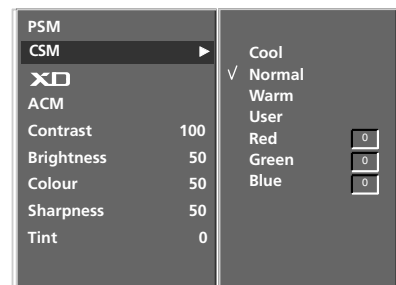 PSM
CSM ▶
XD
ACM
Contrast 100
Brightness 50
Colour 50
Sharpness 50
Tint 0
Cool
√ Normal
Warm
User
Red 0
Green 0
Blue 0